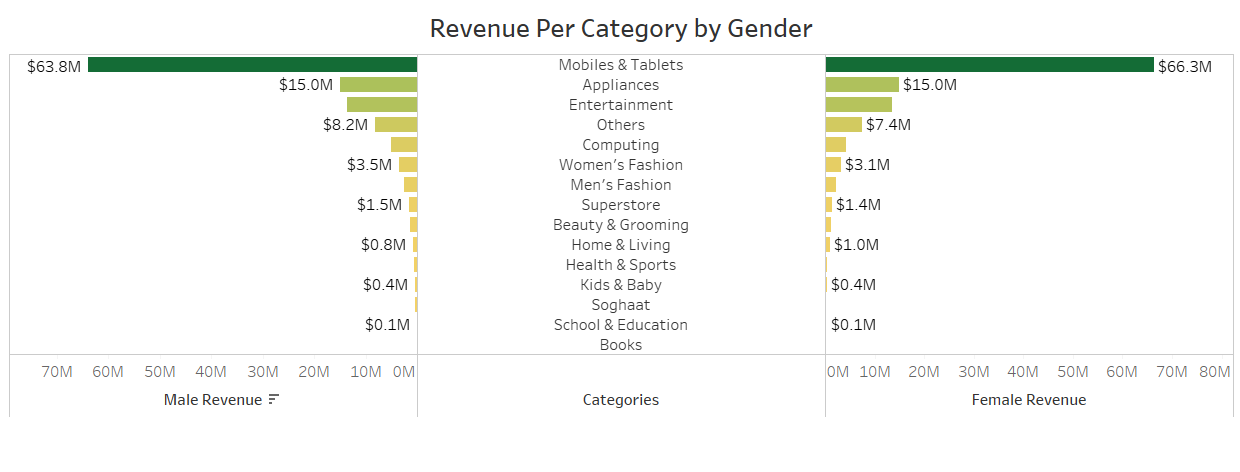 Revenue Per Category by Gender
$63.8M Mobiles & Tablets $66.3M
$15.0M Appliances $15.0M
Entertainment
$8.2M Others $7.4M
Computing
$3.5M Women's Fashion $3.1M
Men's Fashion
$1.5M Superstore $1.4M
Beauty & Grooming
$0.8M Home & Living $1.0M
Health & Sports
$0.4M Kids & Baby $0.4M
Soghaat
$0.1M School & Education $0.1M
Books
70M 60M 50M 40M 30M 20M 10M 0M 0M 10M 20M 30M 40M 50M 60M 70M 80M
Male Revenue Categories Female Revenue